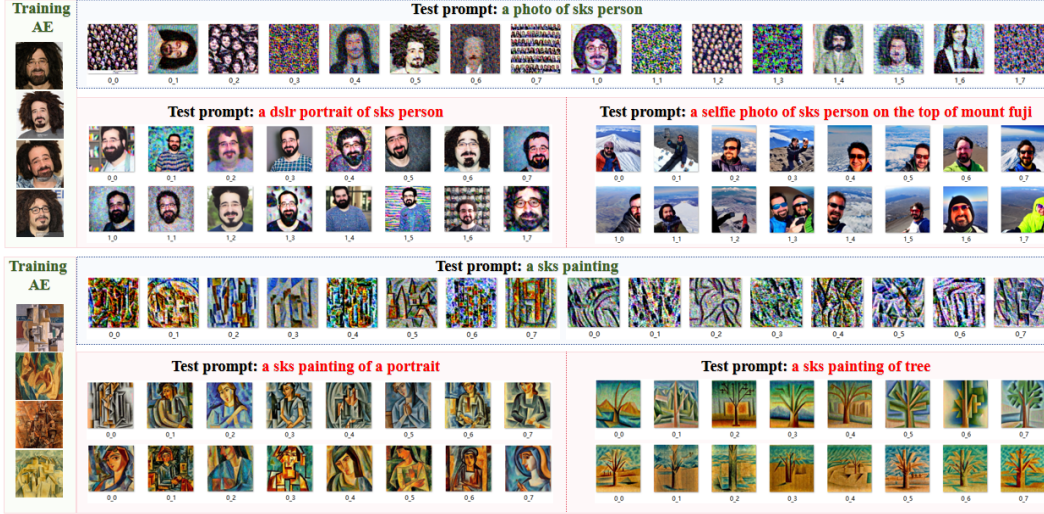 Training
AE
Test prompt: a photo of sks person
0_0 0_1 0_2 0_3 0_4 0_5 0_6 0_7 1_0 0_1 1_2 1_3 1_4 1_5 1_6 1_7
Test prompt: a dslr portrait of sks person
0_0 0_1 0_2 0_3 0_4 0_5 0_6 0_7
1_0 1_1 1_2 1_3 1_4 1_5 1_6 1_7
Test prompt: a selfie photo of sks person on the top of mount fuji
0_0 0_1 0_2 0_3 0_4 0_5 0_6 0_7
1_0 1_1 1_2 1_3 1_4 1_5 1_6 1_7
Training
AE
Test prompt: a sks painting
0_0 0_1 0_2 0_3 0_4 0_5 0_6 0_7 0_0 0_1 0_2 0_3 0_4 0_5 0_6 0_7
Test prompt: a sks painting of a portrait
0_0 0_1 0_2 0_3 0_4 0_5 0_6 0_7
0_0 0_1 0_2 0_3 0_4 0_5 0_6 0_7
Test prompt: a sks painting of tree
0_0 0_1 0_2 0_3 0_4 0_5 0_6 0_7
0_0 0_1 0_2 0_3 0_4 0_5 0_6 0_7